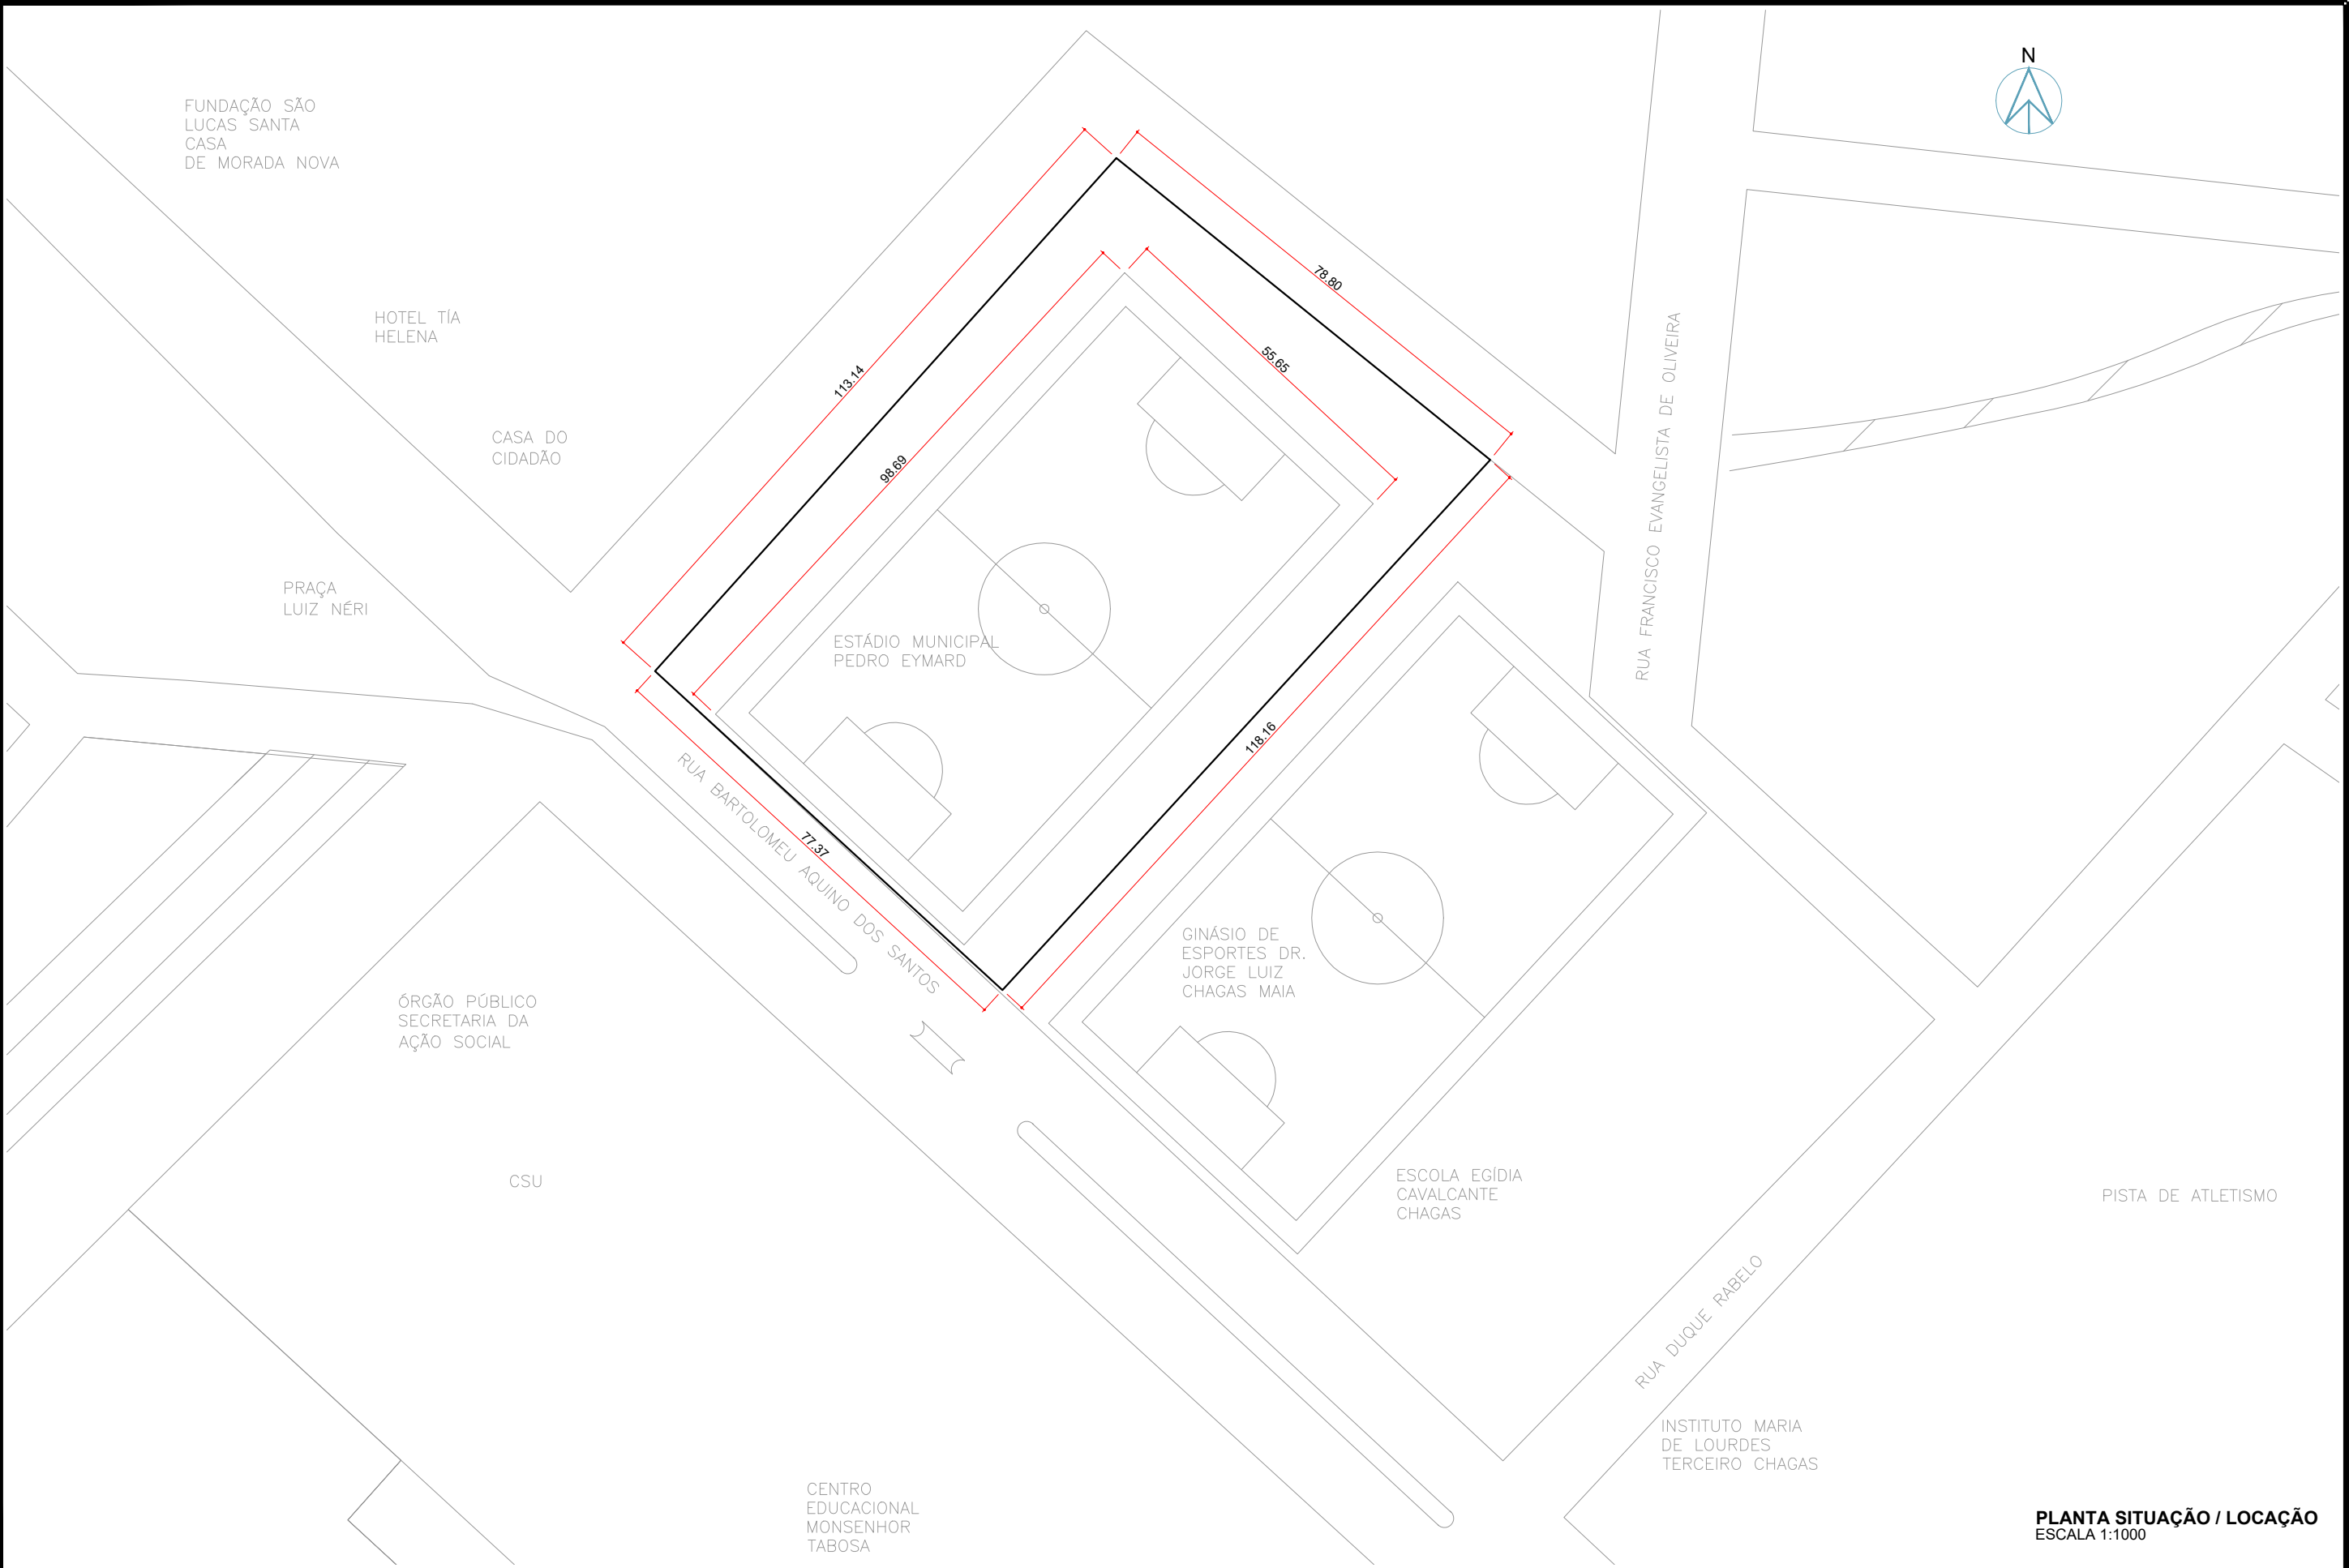 N
FUNDAÇÃO SÃO
LUCAS SANTA
CASA
DE MORADA NOVA
HOTEL TÍA
HELENA
CASA DO
CIDADÃO
PRAÇA
LUIZ NÉRI
78.80
55.65
113.14
98.69
118.16
77.37
ESTÁDIO MUNICIPAL
PEDRO EYMARD
RUA FRANCISCO EVANGELISTA DE OLIVEIRA
RUA BARTOLOMEU AQUINO DOS SANTOS
GINÁSIO DE
ESPORTES DR.
JORGE LUIZ
CHAGAS MAIA
ÓRGÃO PÚBLICO
SECRETARIA DA
AÇÃO SOCIAL
CSU
ESCOLA EGÍDIA
CAVALCANTE
CHAGAS
PISTA DE ATLETISMO
RUA DUQUE RABELO
INSTITUTO MARIA
DE LOURDES
TERCEIRO CHAGAS
CENTRO
EDUCACIONAL
MONSENHOR
TABOSA
PLANTA SITUAÇÃO / LOCAÇÃO
ESCALA 1:1000